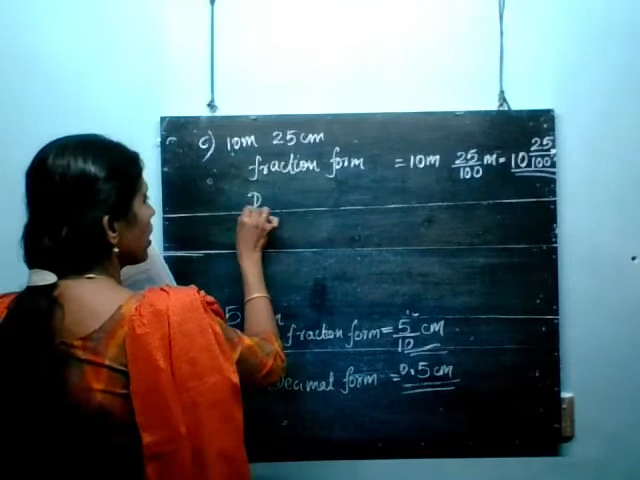 c) 10m 25cm
fraction form = 10m 25/100 m = 10 25/100
D
5
fraction form = 5/10 cm
Decimal form = 0.5cm